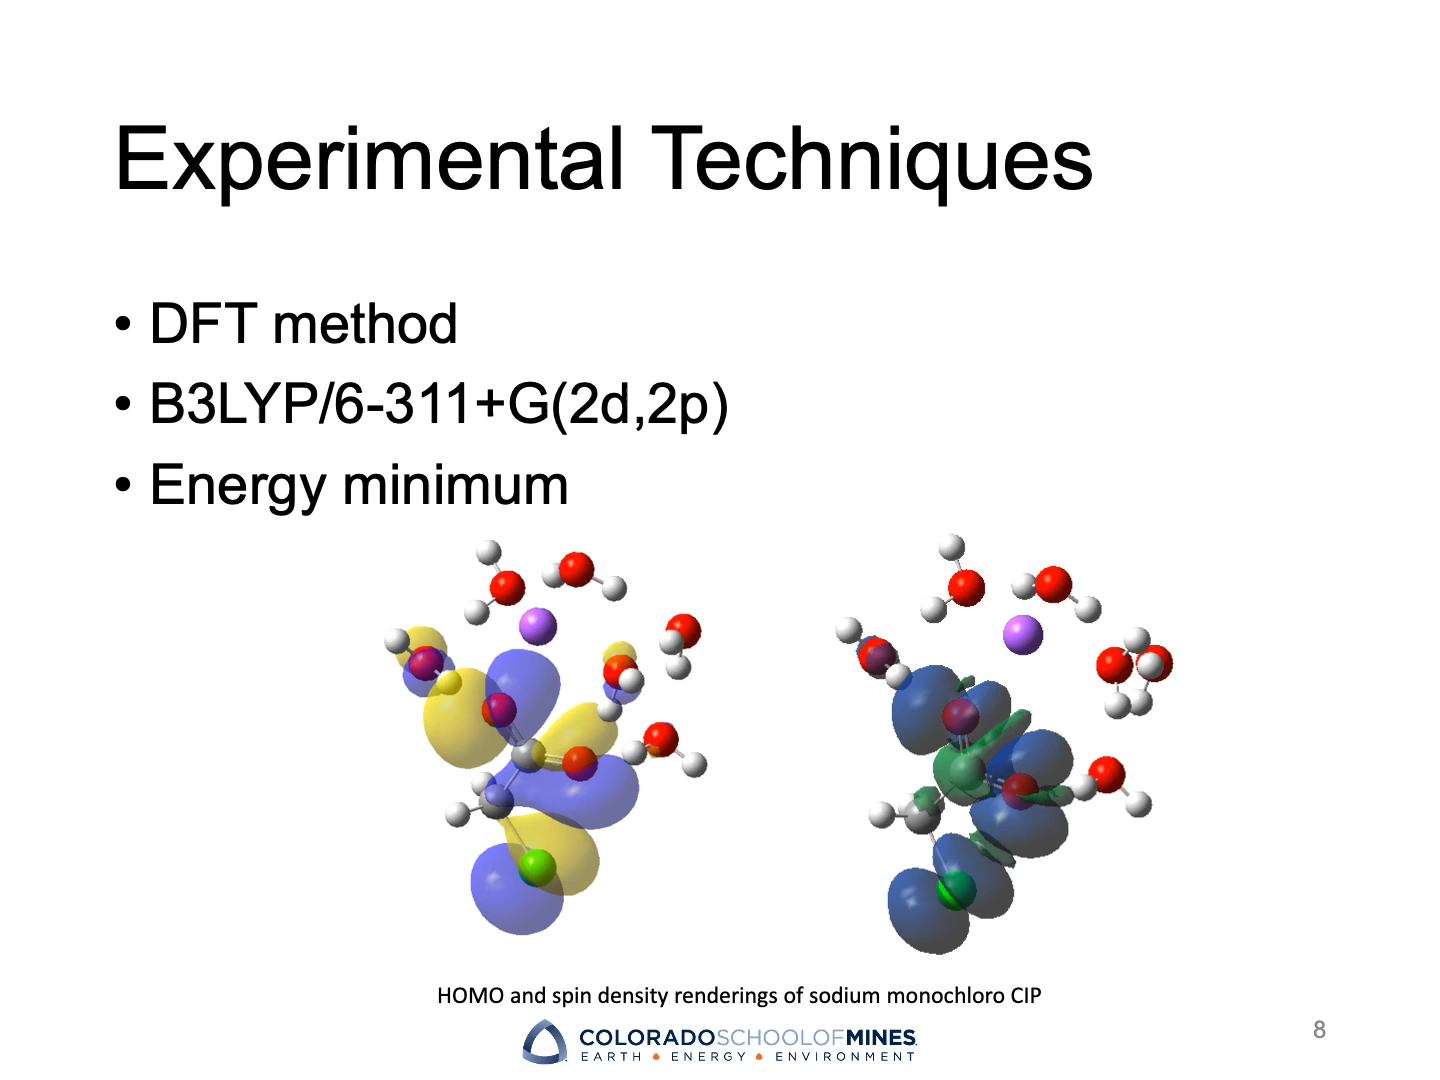 Experimental Techniques
• DFT method
• B3LYP/6-311+G(2d,2p)
• Energy minimum
HOMO and spin density renderings of sodium monochloro CIP
COLORADOSCHOOLOFMINES
EARTH • ENERGY • ENVIRONMENT
8